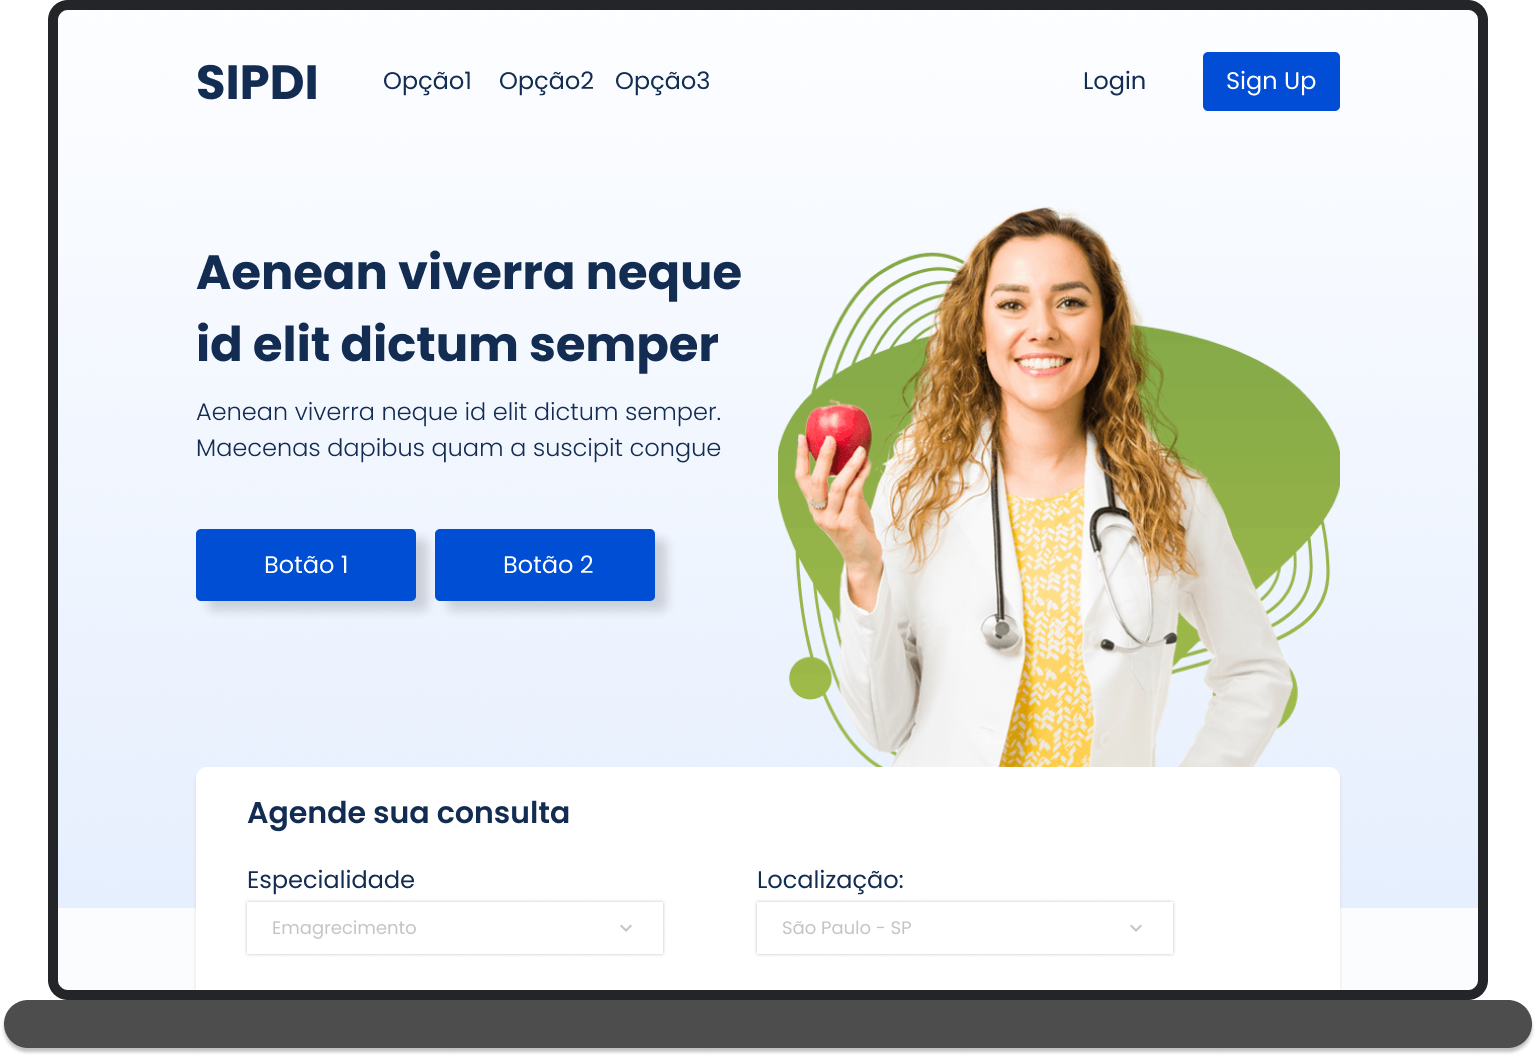 SIPDI
Opção1 Opção2 Opção3
Login
Sign Up
Aenean viverra neque
id elit dictum semper
Aenean viverra neque id elit dictum semper.
Maecenas dapibus quam a suscipit congue
Botão 1
Botão 2
Agende sua consulta
Especialidade
Emagrecimento
Localização:
São Paulo - SP